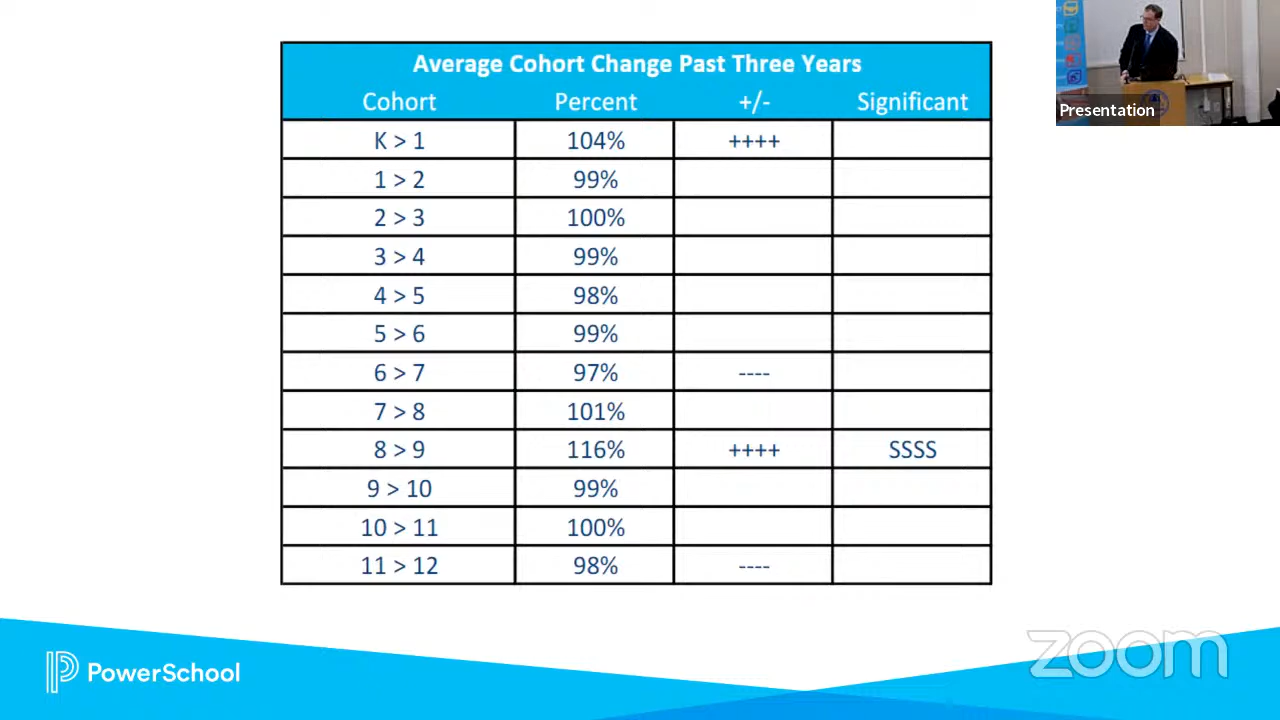 Average Cohort Change Past Three Years
Cohort Percent +/- Significant
K > 1 104% ++++
1 > 2 99%
2 > 3 100%
3 > 4 99%
4 > 5 98%
5 > 6 99%
6 > 7 97% ----
7 > 8 101%
8 > 9 116% ++++ SSSS
9 > 10 99%
10 > 11 100%
11 > 12 98% ----
Presentation
PowerSchool
zoom